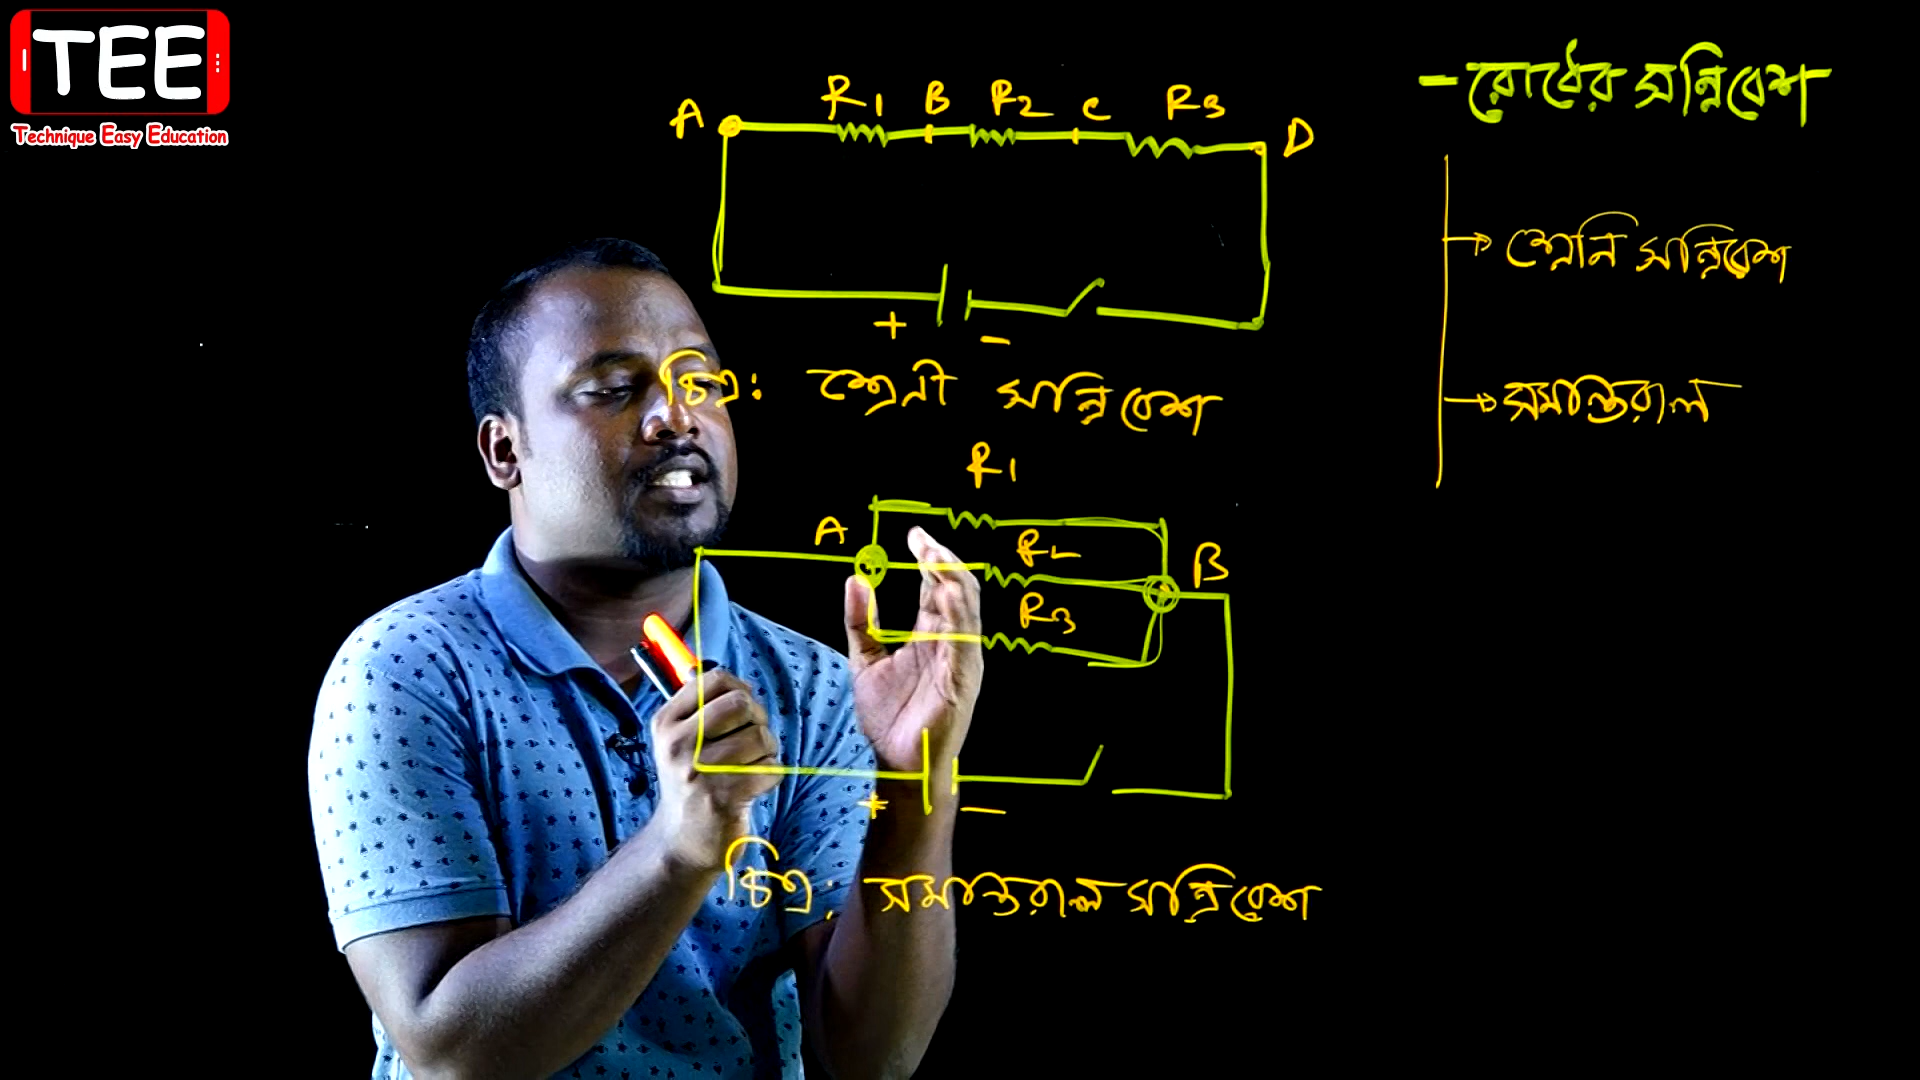 TEE
Technique Easy Education
- রোধের সন্নিবেশ
A R1 B R2 C R3 D
+ -
→ শ্রেনি সন্নিবেশ
চিত্র: শ্রেনী সন্নিবেশ
→ সমান্তরাল
R1
A R2 B
R3
+ -
চিত্র: সমান্তরাল সন্নিবেশ